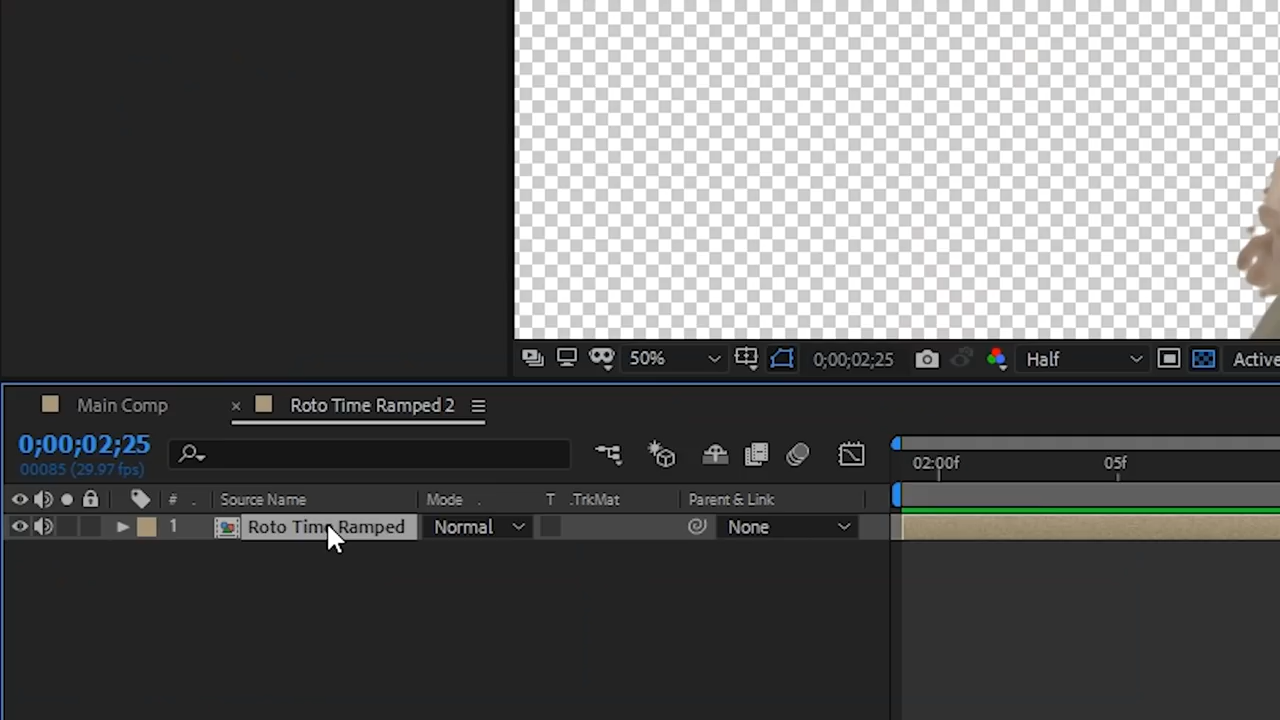 50%
0;00;02;25
Half
Active
Main Comp
× Roto Time Ramped 2
0;00;02;25
00085 (29.97 fps)
02:00f
05f
# Source Name Mode T .TrkMat Parent & Link
1 Roto Time Ramped Normal None